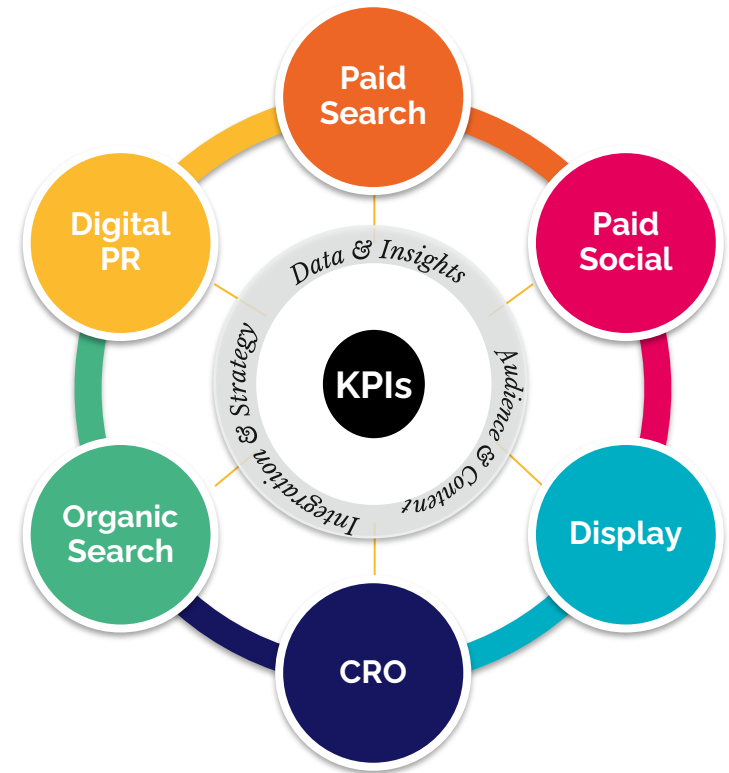 Paid
Search
Digital
PR
Paid
Social
Data & Insights
Integration & Strategy
KPIs
Audience & Content
Organic
Search
Display
CRO